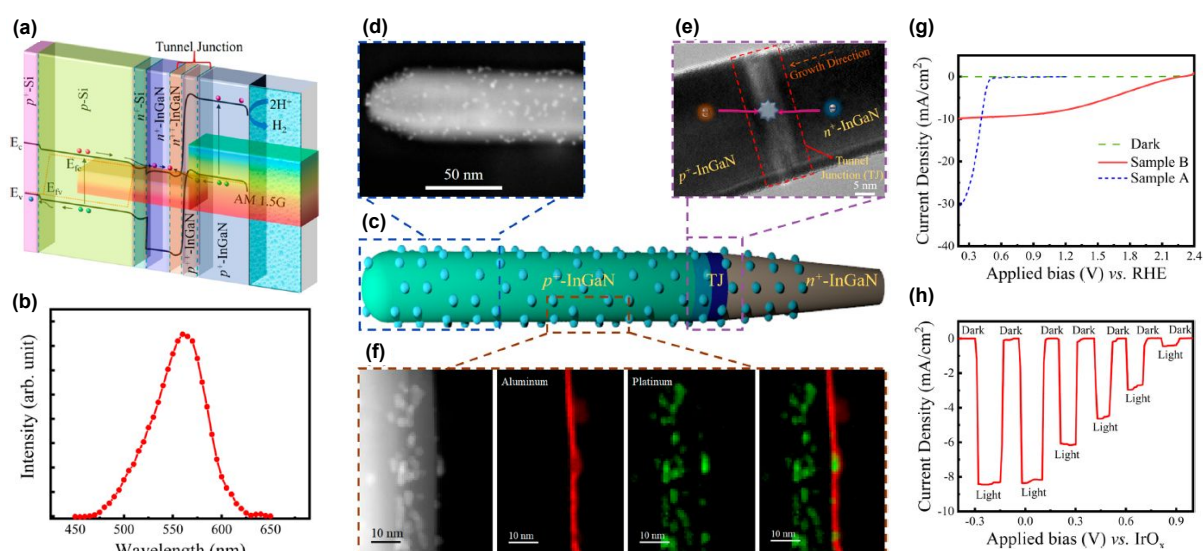 (a)
Tunnel Junction
p⁺-Si
p-Si
n⁺-Si
n⁺-InGaN
n⁺⁺-InGaN
p⁺⁺-InGaN
p⁺-InGaN
2H⁺
H₂
E_c
E_fe
E_v
E_fv
AM 1.5G
(b)
Intensity (arb. unit)
450 500 550 600 650
Wavelength (nm)
(c)
p⁺-InGaN
TJ
n⁺-InGaN
(d)
50 nm
(e)
Growth Direction
n⁺-InGaN
p⁺-InGaN
Tunnel
Junction (TJ)
5 nm
(f)
Aluminum
Platinum
10 nm
10 nm
10 nm
10 nm
(g)
Current Density (mA/cm²)
0
-10
-20
-30
-40
Dark
Sample B
Sample A
0.3 0.6 0.9 1.2 1.5 1.8 2.1 2.4
Applied bias (V) vs. RHE
(h)
Current Density (mA/cm²)
0
-2
-4
-6
-8
-10
Dark Dark Dark Dark Dark Dark Dark
Light
Light
Light
Light
Light
Light
-0.3 0.0 0.3 0.6 0.9
Applied bias (V) vs. IrOₓ